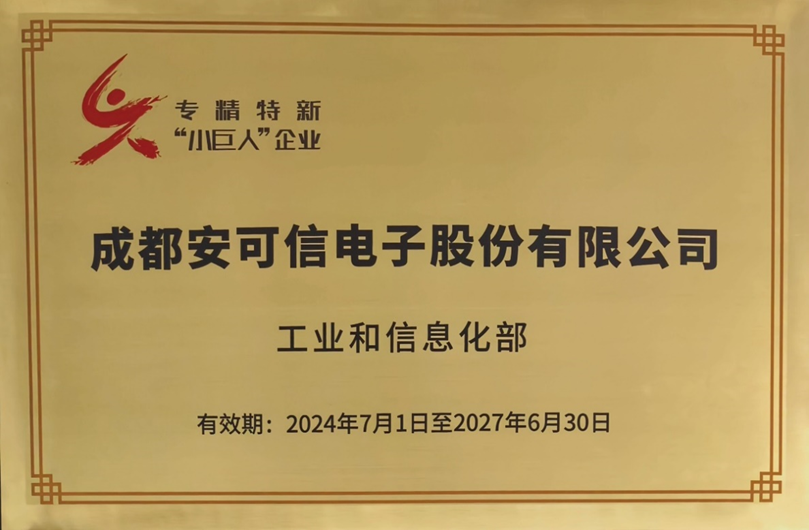 专精特新
“小巨人”企业
成都安可信电子股份有限公司
工业和信息化部
有效期：2024年7月1日至2027年6月30日